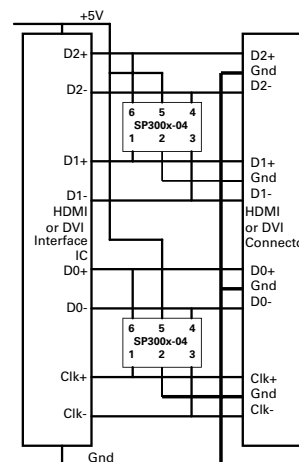 +5V
D2+
D2+
Gnd
D2-
D2-
6 5 4
SP300x-04
1 2 3
D1+
D1+
Gnd
D1-
D1-
HDMI
or DVI
Interface
IC
HDMI
or DVI
Connector
D0+
D0+
Gnd
D0-
D0-
6 5 4
SP300x-04
1 2 3
Clk+
Clk+
Gnd
Clk-
Clk-
Gnd